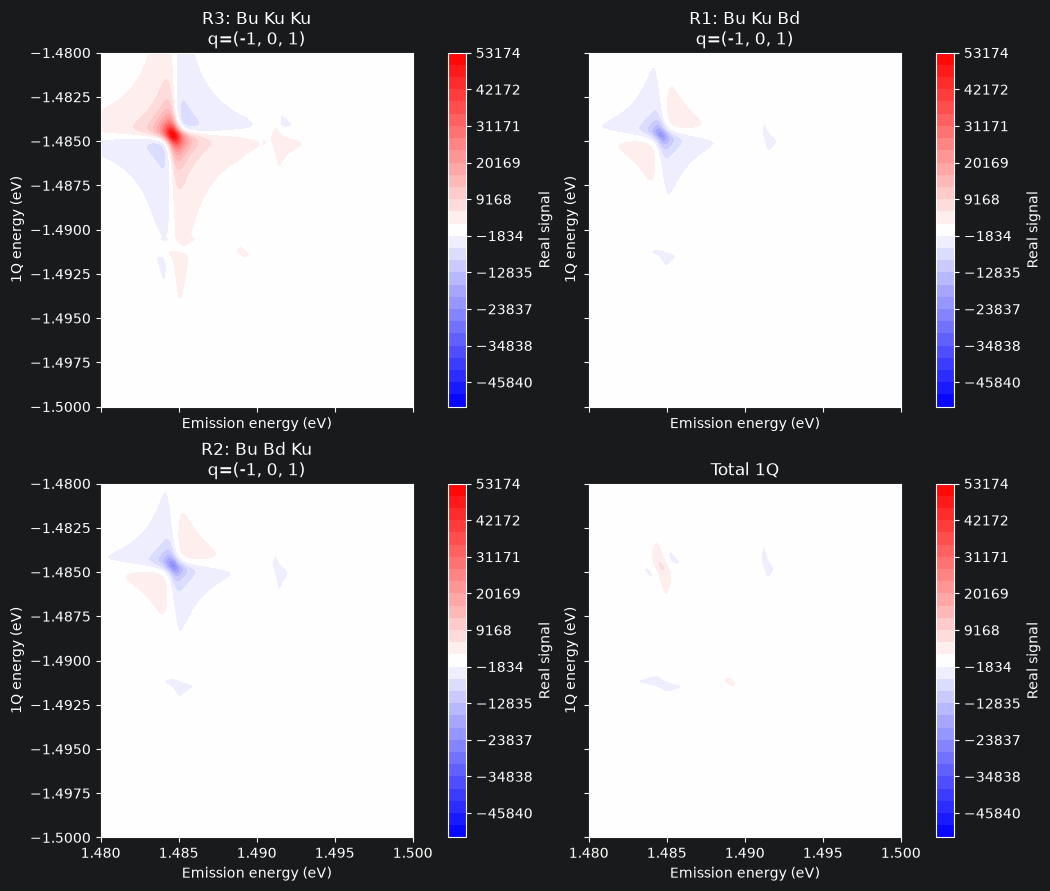 R3: Bu Ku Ku
q=(-1, 0, 1)
−1.4800
−1.4825
−1.4850
−1.4875
−1.4900
−1.4925
−1.4950
−1.4975
−1.5000
1Q energy (eV)
Emission energy (eV)
53174
42172
31171
20169
9168
−1834
−12835
−23837
−34838
−45840
Real signal
R1: Bu Ku Bd
q=(-1, 0, 1)
1Q energy (eV)
Emission energy (eV)
53174
42172
31171
20169
9168
−1834
−12835
−23837
−34838
−45840
Real signal
R2: Bu Bd Ku
q=(-1, 0, 1)
−1.4800
−1.4825
−1.4850
−1.4875
−1.4900
−1.4925
−1.4950
−1.4975
−1.5000
1Q energy (eV)
1.480 1.485 1.490 1.495 1.500
Emission energy (eV)
53174
42172
31171
20169
9168
−1834
−12835
−23837
−34838
−45840
Real signal
Total 1Q
1Q energy (eV)
1.480 1.485 1.490 1.495 1.500
Emission energy (eV)
53174
42172
31171
20169
9168
−1834
−12835
−23837
−34838
−45840
Real signal